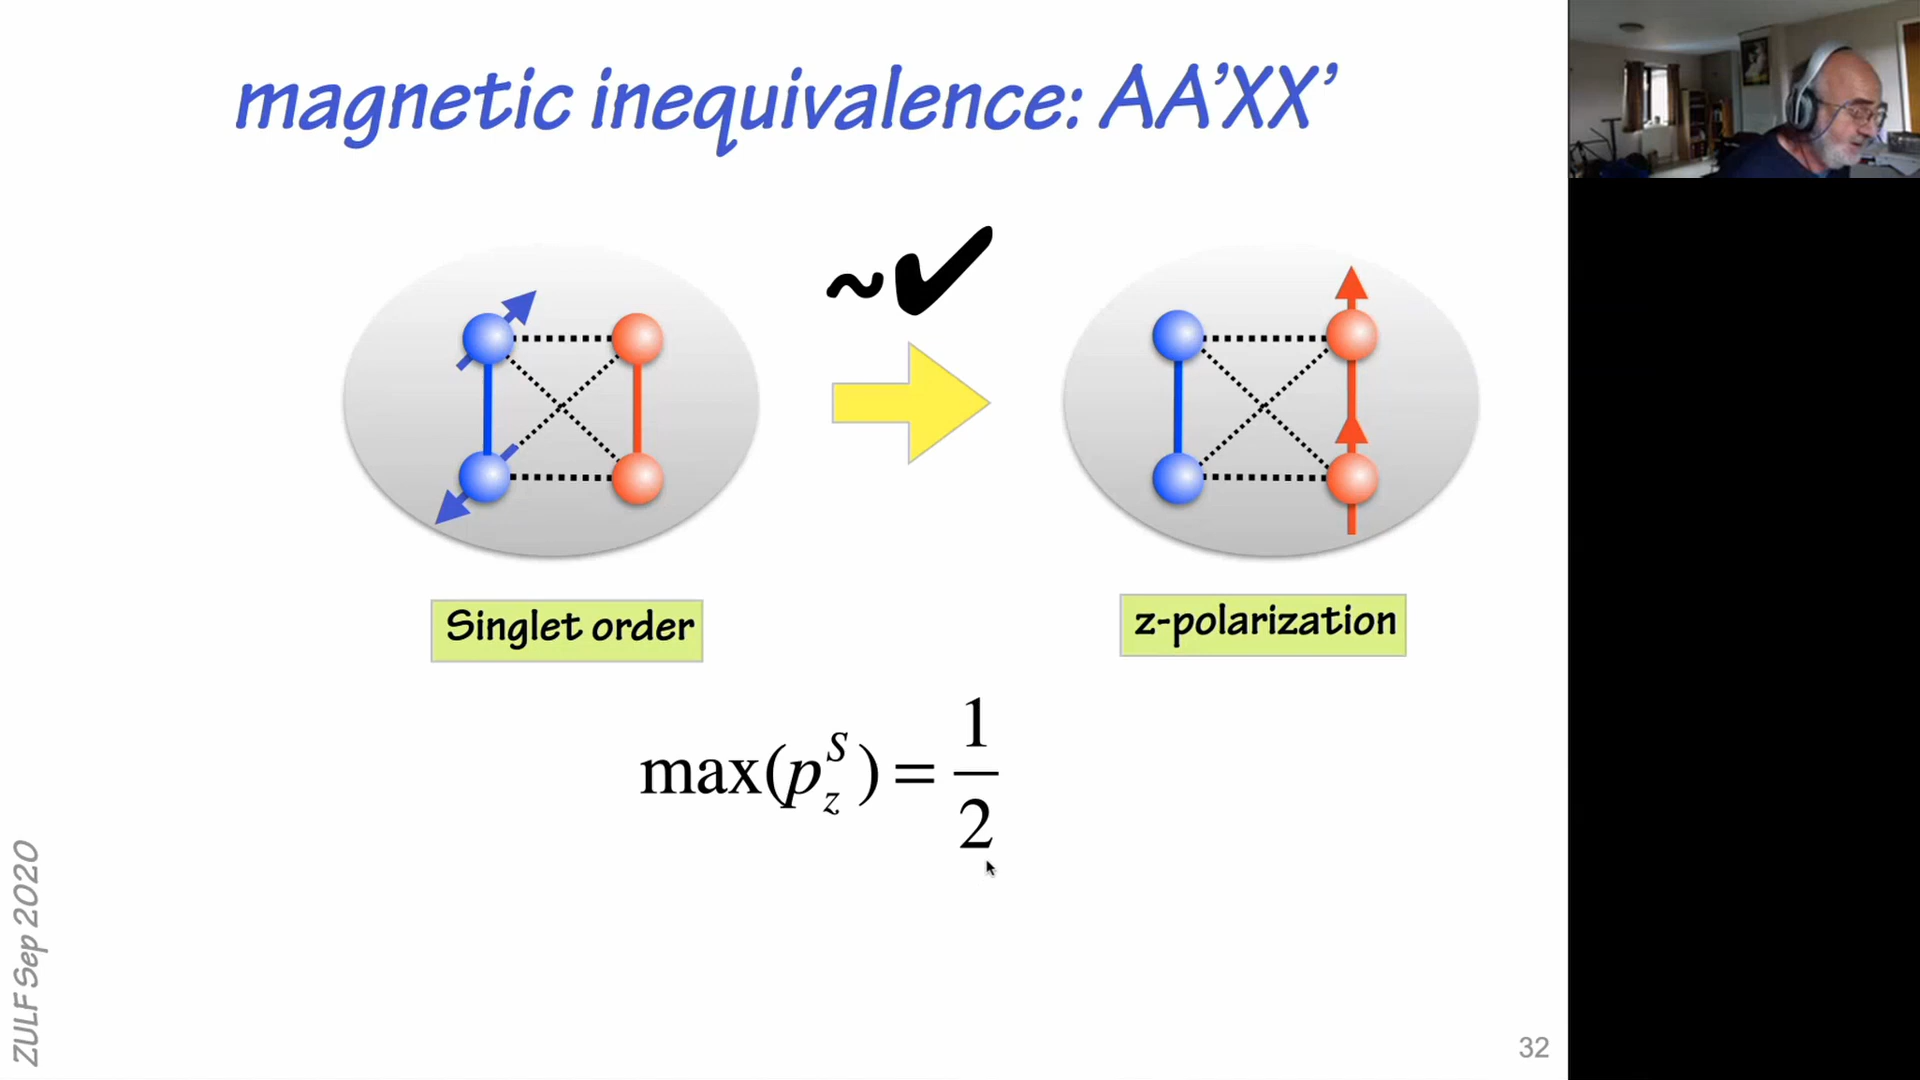 magnetic inequivalence: AA’XX’
~✔
Singlet order
z-polarization
max(p_z^S) = 1/2
ZULF Sep 2020
32